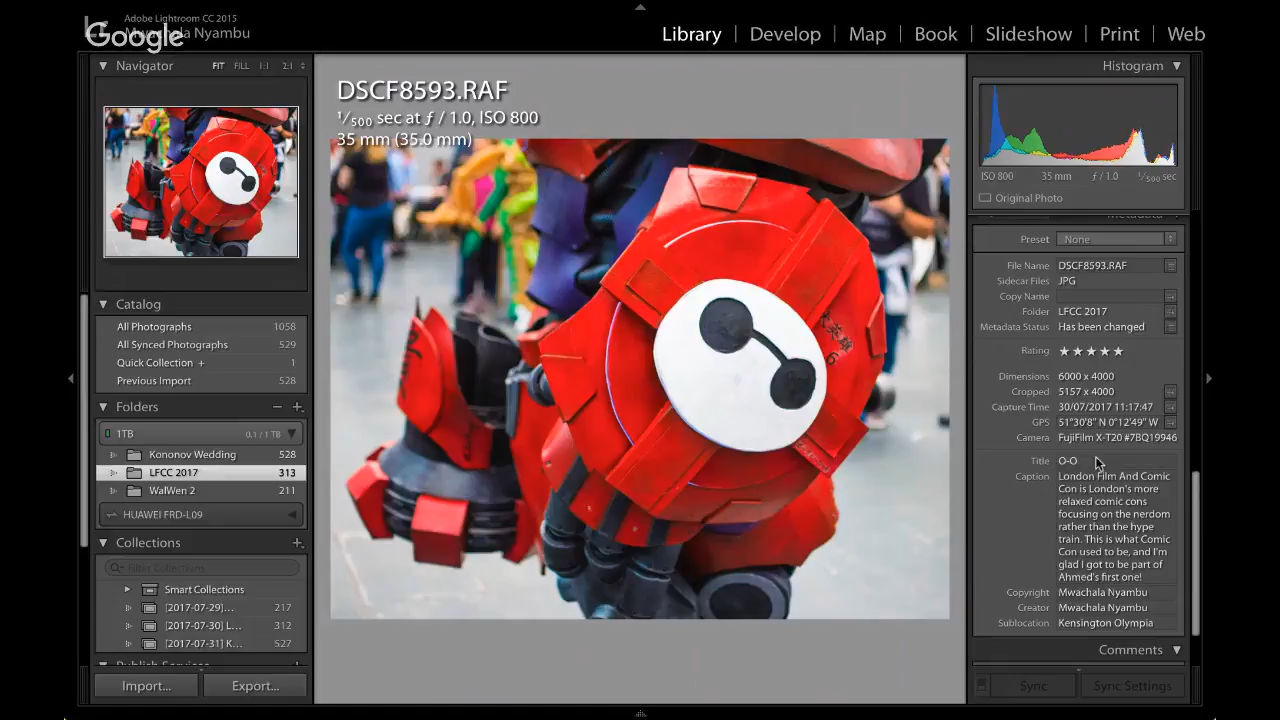 Adobe Lightroom CC 2015
Mwachala Nyambu
Google
Library | Develop | Map | Book | Slideshow | Print | Web
Navigator FIT FILL 1:1 2:1
Catalog
All Photographs 1058
All Synced Photographs 529
Quick Collection + 1
Previous Import 528
Folders
1TB 0.1 / 1 TB
Kononov Wedding 528
LFCC 2017 313
WalWen 2 211
HUAWEI FRD-L09
Collections
Filter Collections
Smart Collections
[2017-07-29]... 217
[2017-07-30] L... 312
[2017-07-31] K... 527
Publish Services
Import... Export...
DSCF8593.RAF
1/500 sec at ƒ / 1.0, ISO 800
35 mm (35.0 mm)
Histogram
ISO 800 35 mm ƒ / 1.0 1/500 sec
Original Photo
Metadata
Preset None
File Name DSCF8593.RAF
Sidecar Files JPG
Copy Name
Folder LFCC 2017
Metadata Status Has been changed
Rating ★★★★★
Dimensions 6000 x 4000
Cropped 5157 x 4000
Capture Time 30/07/2017 11:17:47
GPS 51°30'8" N 0°12'49" W
Camera FujiFilm X-T20 #7BQ19946
Title O-O
Caption London Film And Comic
Con is London's more
relaxed comic cons
focusing on the nerdom
rather than the hype
train. This is what Comic
Con used to be, and I'm
glad I got to be part of
Ahmed's first one!
Copyright Mwachala Nyambu
Creator Mwachala Nyambu
Sublocation Kensington Olympia
Comments
Sync Sync Settings